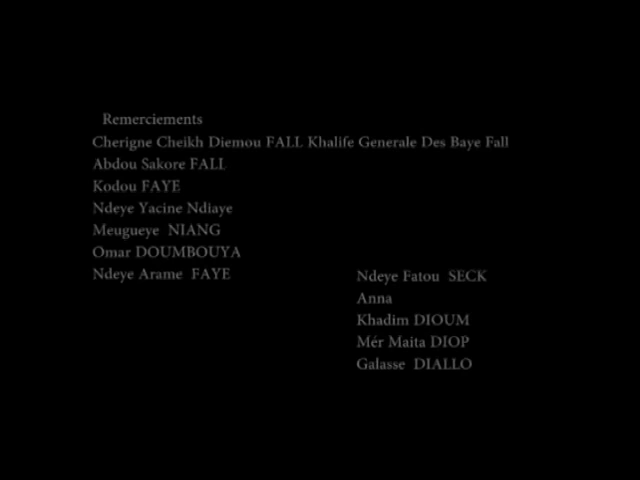 Remerciements
Cherigne Cheikh Diemou FALL Khalife Generale Des Baye Fall
Abdou Sakore FALL
Kodou FAYE
Ndeye Yacine Ndiaye
Meugueye NIANG
Omar DOUMBOUYA
Ndeye Arame FAYE
Ndeye Fatou SECK
Anna
Khadim DIOUM
Mér Maita DIOP
Galasse DIALLO